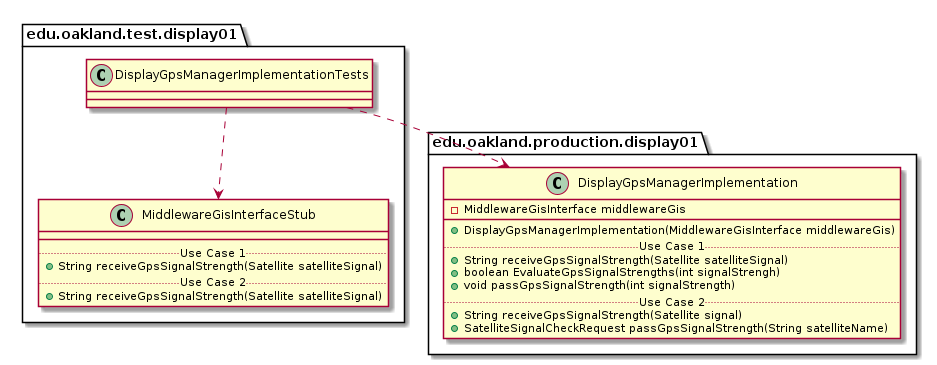 edu.oakland.test.display01
C DisplayGpsManagerImplementationTests
C MiddlewareGisInterfaceStub
Use Case 1
String receiveGpsSignalStrength(Satellite satelliteSignal)
Use Case 2
String receiveGpsSignalStrength(Satellite satelliteSignal)
edu.oakland.production.display01
C DisplayGpsManagerImplementation
MiddlewareGisInterface middlewareGis
DisplayGpsManagerImplementation(MiddlewareGisInterface middlewareGis)
Use Case 1
String receiveGpsSignalStrength(Satellite satelliteSignal)
boolean EvaluateGpsSignalStrengths(int signalStrengh)
void passGpsSignalStrength(int signalStrength)
Use Case 2
String receiveGpsSignalStrength(Satellite signal)
SatelliteSignalCheckRequest passGpsSignalStrength(String satelliteName)